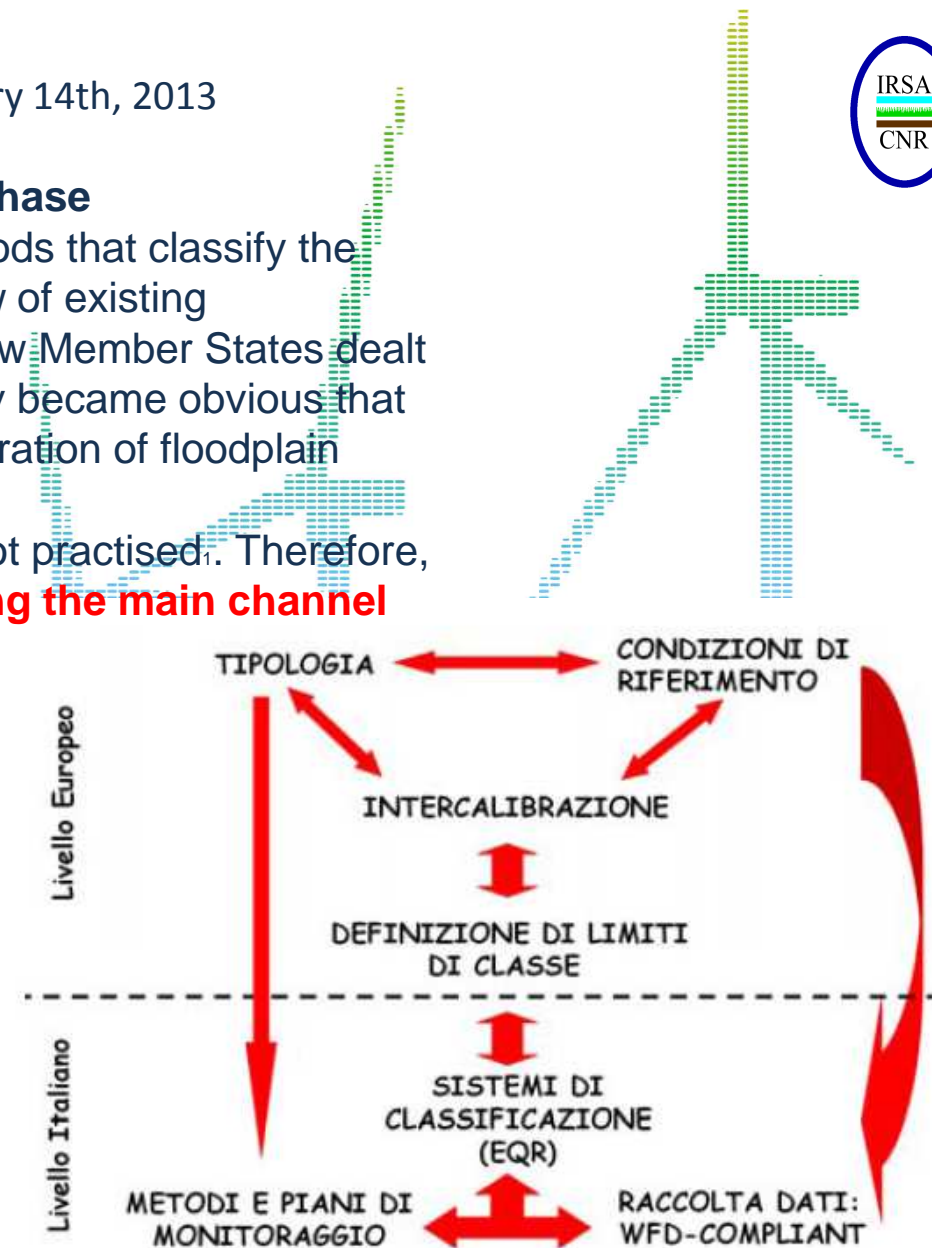 ry 14th, 2013
IRSA
CNR
hase
ods that classify the
w of existing
w Member States dealt
y became obvious that
ration of floodplain
ot practised1. Therefore,
ng the main channel
TIPOLOGIA
CONDIZIONI DI
RIFERIMENTO
INTERCALIBRAZIONE
DEFINIZIONE DI LIMITI
DI CLASSE
Livello Europeo
SISTEMI DI
CLASSIFICAZIONE
(EQR)
Livello Italiano
METODI E PIANI DI
MONITORAGGIO
RACCOLTA DATI:
WFD-COMPLIANT